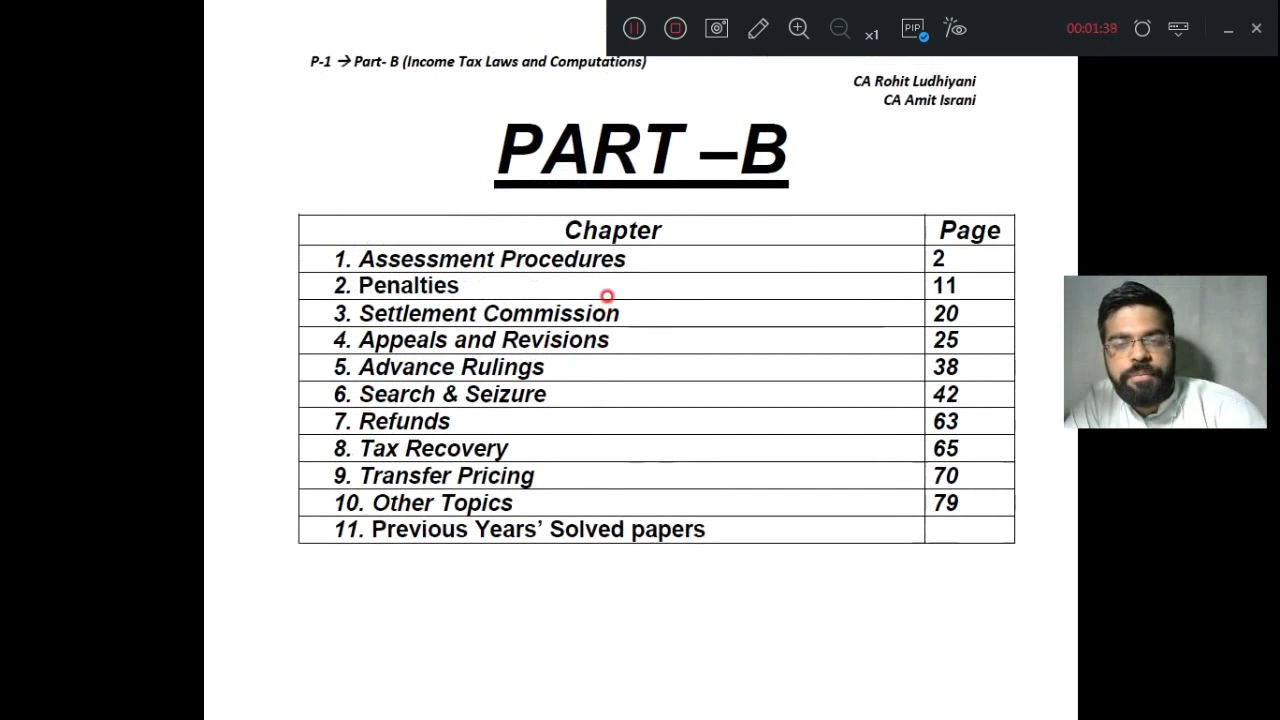 x1
PIP
00:01:39
P-1 → Part- B (Income Tax Laws and Computations)
CA Rohit Ludhiyani
CA Amit Israni
PART –B
Chapter Page
1. Assessment Procedures 2
2. Penalties 11
3. Settlement Commission 20
4. Appeals and Revisions 25
5. Advance Rulings 38
6. Search & Seizure 42
7. Refunds 63
8. Tax Recovery 65
9. Transfer Pricing 70
10. Other Topics 79
11. Previous Years’ Solved papers